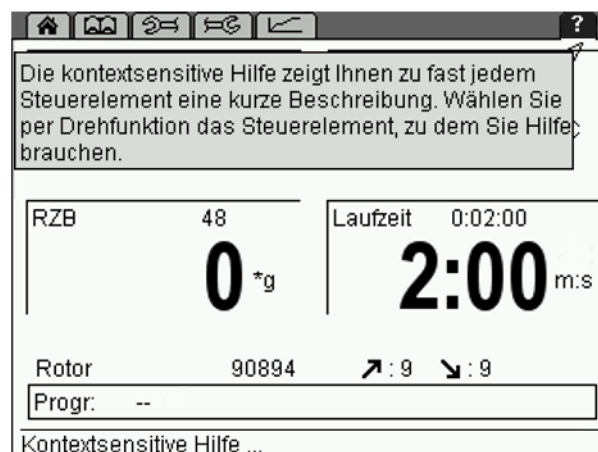 ?
Die kontextsensitive Hilfe zeigt Ihnen zu fast jedem
Steuerelement eine kurze Beschreibung. Wählen Sie
per Drehfunktion das Steuerelement, zu dem Sie Hilfe
brauchen.
RZB 48
0 *g
Laufzeit 0:02:00
2:00 m:s
Rotor 90894 ↗: 9 ↘: 9
Progr: --
Kontextsensitive Hilfe ...